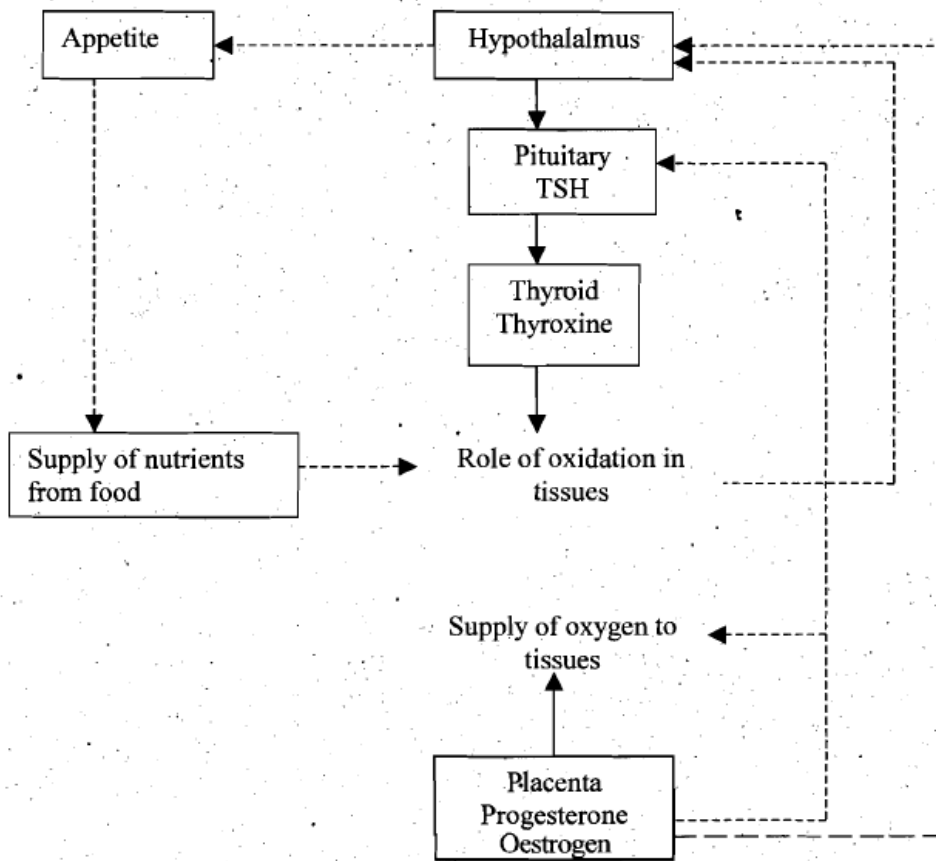 Appetite
Hypothalalmus
Pituitary
TSH
Thyroid
Thyroxine
Supply of nutrients
from food
Role of oxidation in
tissues
Supply of oxygen to
tissues
Placenta
Progesterone
Oestrogen